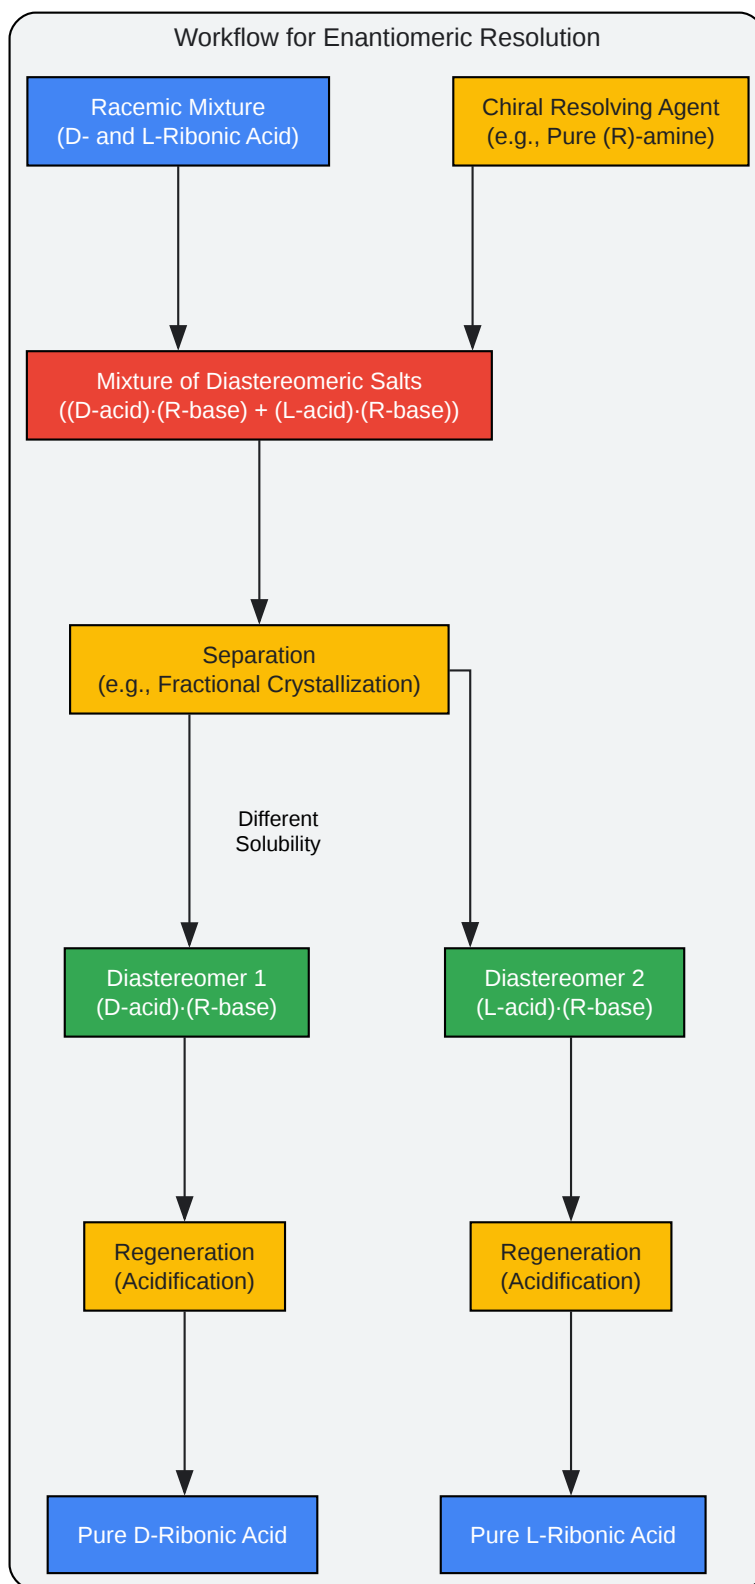 Workflow for Enantiomeric Resolution
Racemic Mixture
(D- and L-Ribonic Acid)
Chiral Resolving Agent
(e.g., Pure (R)-amine)
Mixture of Diastereomeric Salts
((D-acid)·(R-base) + (L-acid)·(R-base))
Separation
(e.g., Fractional Crystallization)
Different
Solubility
Diastereomer 1
(D-acid)·(R-base)
Diastereomer 2
(L-acid)·(R-base)
Regeneration
(Acidification)
Regeneration
(Acidification)
Pure D-Ribonic Acid
Pure L-Ribonic Acid